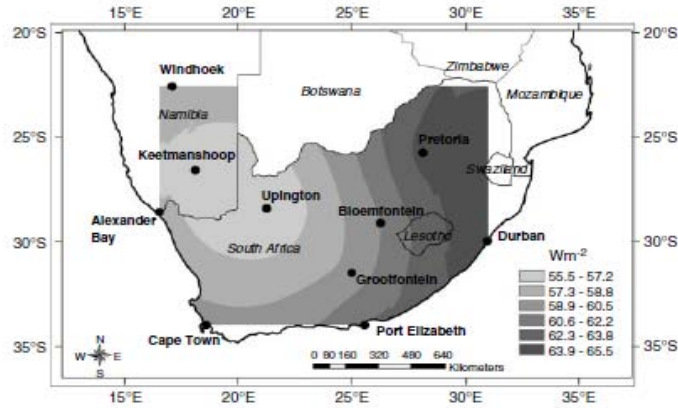 15°E 20°E 25°E 30°E 35°E
20°S 20°S
Windhoek
Zimbabwe
Botswana
Mozambique
Namibia
25°S 25°S
Pretoria
Keetmanshoop
Swaziland
Upington
Bloemfontein
Alexander
Bay
Lesotho
Durban
30°S 30°S
South Africa
Wm-2
Grootfontein
55.5 - 57.2
57.3 - 58.8
58.9 - 60.5
60.6 - 62.2
62.3 - 63.8
63.9 - 65.5
Cape Town
Port Elizabeth
35°S 35°S
N
W E
S
0 80 160 320 480 640
Kilometers
15°E 20°E 25°E 30°E 35°E